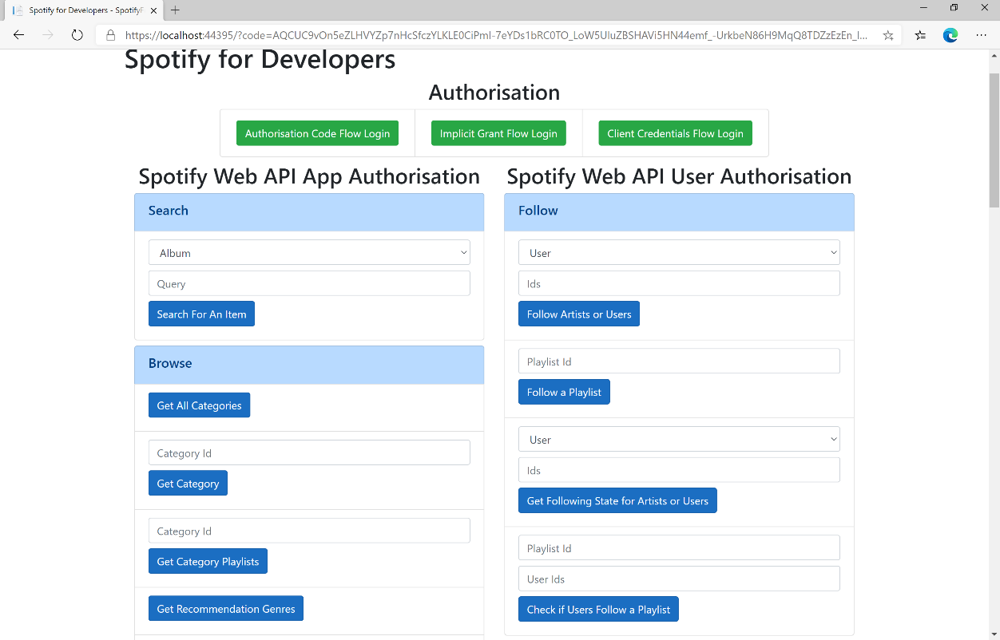 Spotify for Developers - SpotifyF
https://localhost:44395/?code=AQCUC9vOn5eZLHVYZp7nHcSfczYLKLE0CiPmI-7eYDs1bRC0TO_LoW5UluZBSHAVi5HN44emf_-UrkbeN86H9MqQ8TDZzEzEn_l...
Spotify for Developers
Authorisation
Authorisation Code Flow Login
Implicit Grant Flow Login
Client Credentials Flow Login
Spotify Web API App Authorisation
Search
Album
Query
Search For An Item
Browse
Get All Categories
Category Id
Get Category
Category Id
Get Category Playlists
Get Recommendation Genres
Spotify Web API User Authorisation
Follow
User
Ids
Follow Artists or Users
Playlist Id
Follow a Playlist
User
Ids
Get Following State for Artists or Users
Playlist Id
User Ids
Check if Users Follow a Playlist